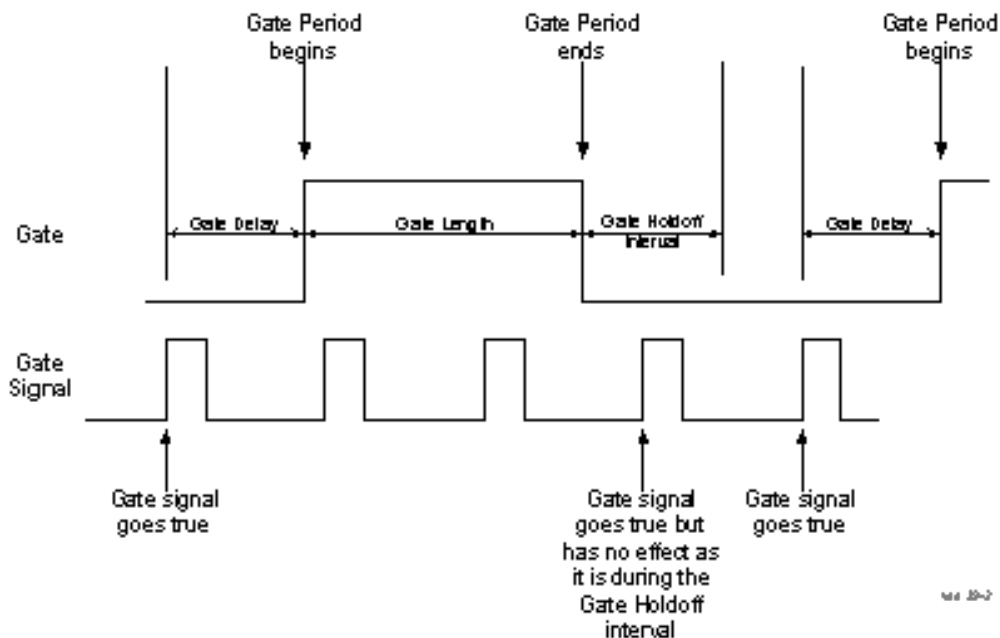 Gate Period
begins
Gate Period
ends
Gate Period
begins
Gate
Gate Delay
Gate Length
Gate Holdoff
Interval
Gate Delay
Gate
Signal
Gate signal
goes true
Gate signal
goes true but
has no effect as
it is during the
Gate Holdoff
interval
Gate signal
goes true